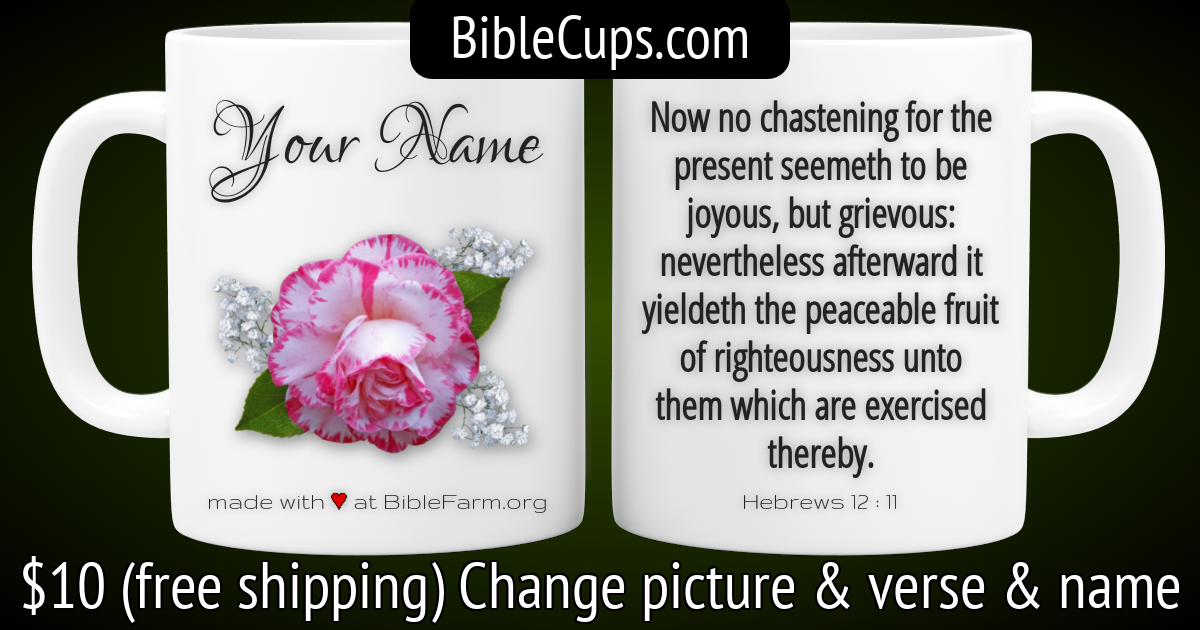 BibleCups.com
Your Name
made with ♥ at BibleFarm.org
Now no chastening for the
present seemeth to be
joyous, but grievous:
nevertheless afterward it
yieldeth the peaceable fruit
of righteousness unto
them which are exercised
thereby.
Hebrews 12 : 11
$10 (free shipping) Change picture & verse & name